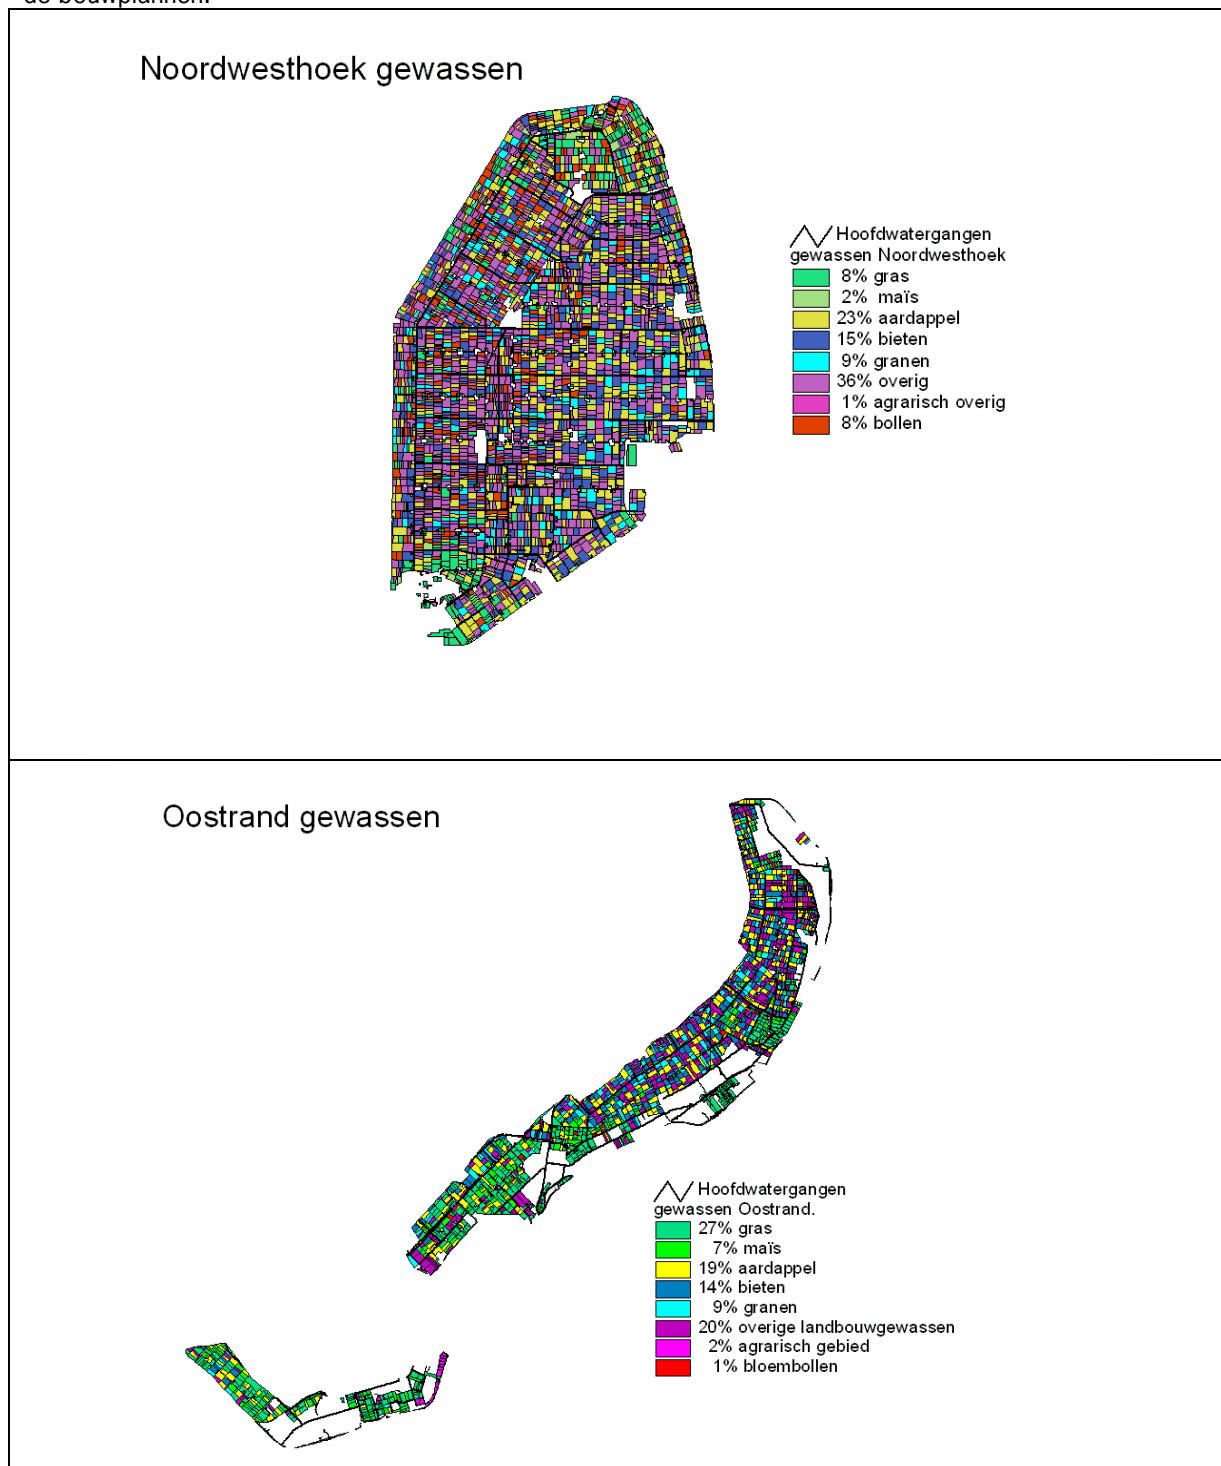 de bouwplannen.
Noordwesthoek gewassen
Hoofdwatergangen
gewassen Noordwesthoek
8% gras
2% maïs
23% aardappel
15% bieten
9% granen
36% overig
1% agrarisch overig
8% bollen
Oostrand gewassen
Hoofdwatergangen
gewassen Oostrand.
27% gras
7% maïs
19% aardappel
14% bieten
9% granen
20% overige landbouwgewassen
2% agrarisch gebied
1% bloembollen